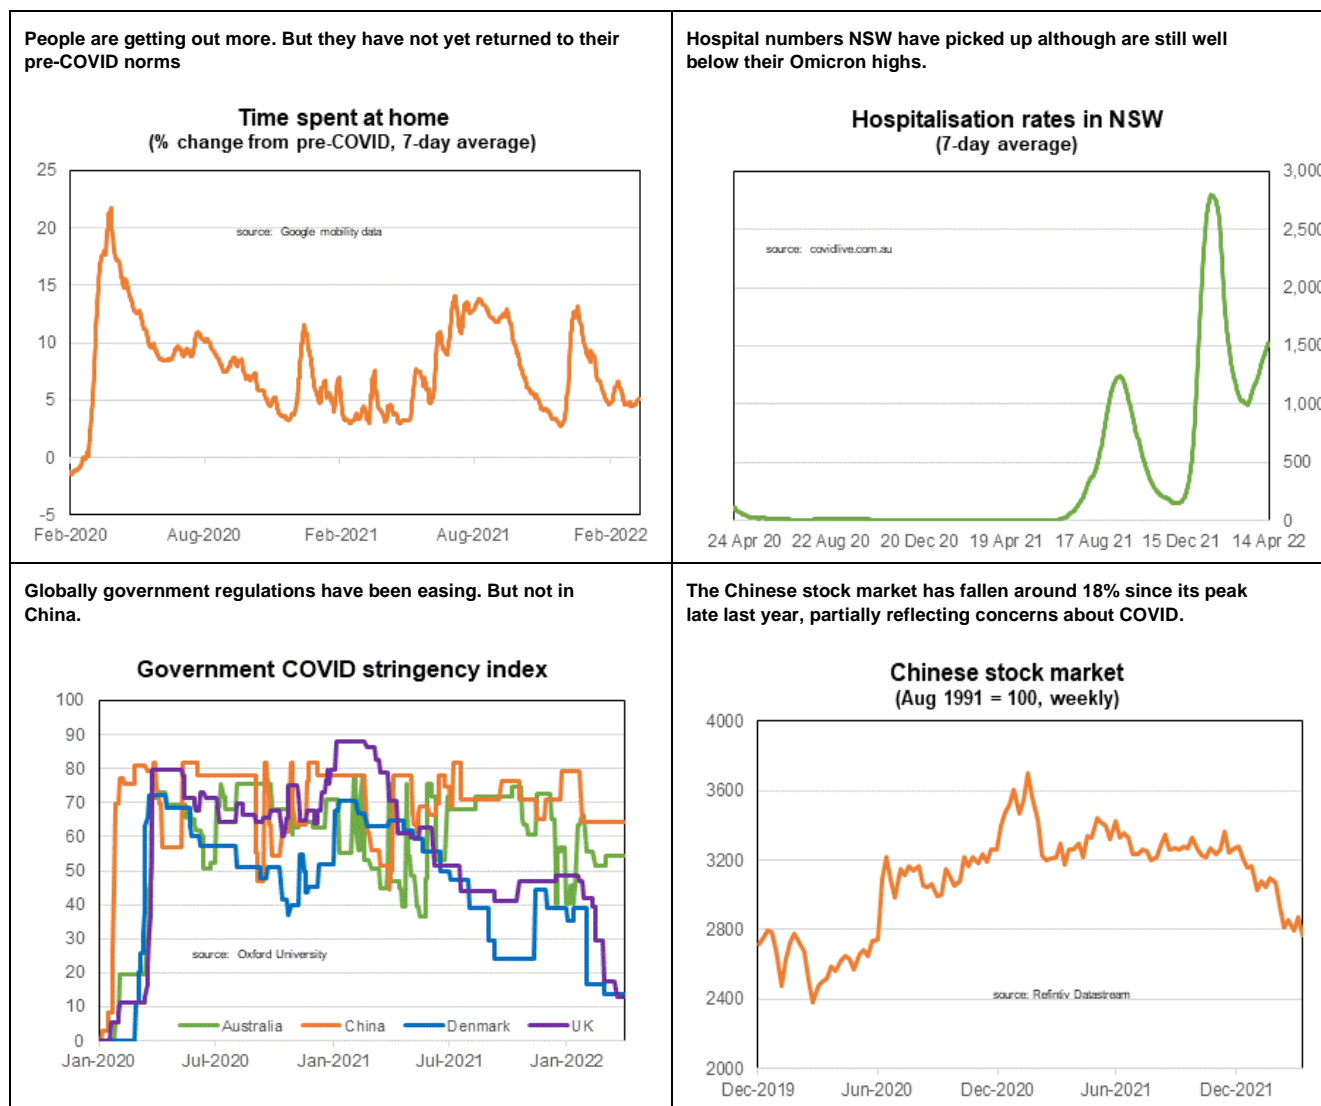 People are getting out more. But they have not yet returned to their
pre-COVID norms
Time spent at home
(% change from pre-COVID, 7-day average)
25
20
15
10
5
0
-5
source: Google mobility data
Feb-2020 Aug-2020 Feb-2021 Aug-2021 Feb-2022
Hospital numbers NSW have picked up although are still well
below their Omicron highs.
Hospitalisation rates in NSW
(7-day average)
3,000
2,500
2,000
1,500
1,000
500
0
source: covidlive.com.au
24 Apr 20 22 Aug 20 20 Dec 20 19 Apr 21 17 Aug 21 15 Dec 21 14 Apr 22
Globally government regulations have been easing. But not in
China.
Government COVID stringency index
100
90
80
70
60
50
40
30
20
10
0
source: Oxford University
Australia China Denmark UK
Jan-2020 Jul-2020 Jan-2021 Jul-2021 Jan-2022
The Chinese stock market has fallen around 18% since its peak
late last year, partially reflecting concerns about COVID.
Chinese stock market
(Aug 1991 = 100, weekly)
4000
3600
3200
2800
2400
2000
source: Refintiv Datastream
Dec-2019 Jun-2020 Dec-2020 Jun-2021 Dec-2021